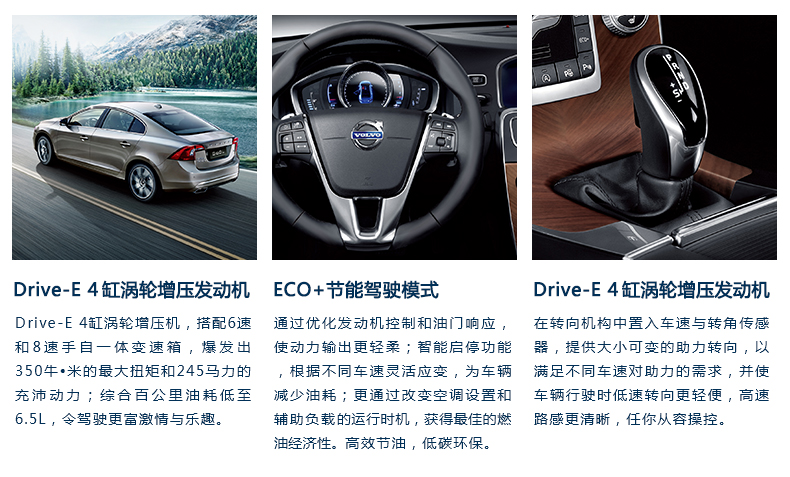 VOLVO
P
R
N
D
+S-
Drive-E 4缸涡轮增压发动机
Drive-E 4缸涡轮增压机，搭配6速
和8速手自一体变速箱，爆发出
350牛•米的最大扭矩和245马力的
充沛动力；综合百公里油耗低至
6.5L，令驾驶更富激情与乐趣。
ECO+节能驾驶模式
通过优化发动机控制和油门响应，
使动力输出更轻柔；智能启停功能
，根据不同车速灵活应变，为车辆
减少油耗；更通过改变空调设置和
辅助负载的运行时机，获得最佳的燃
油经济性。高效节油，低碳环保。
Drive-E 4缸涡轮增压发动机
在转向机构中置入车速与转角传感
器，提供大小可变的助力转向，以
满足不同车速对助力的需求，并使
车辆行驶时低速转向更轻便，高速
路感更清晰，任你从容操控。